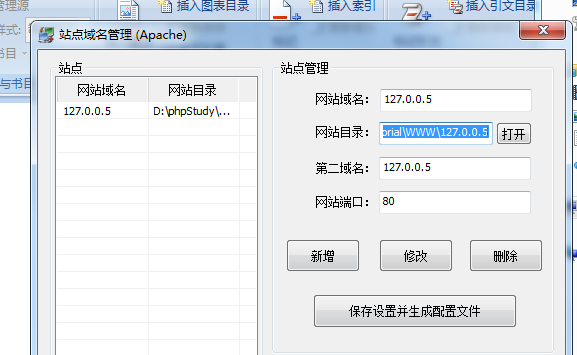 管理源
插入图表目录
插入索引
插入引文目录
样式:
书目
与书目
站点域名管理 (Apache)
站点
网站域名 网站目录
127.0.0.5 D:\phpStudy\...
站点管理
网站域名: 127.0.0.5
网站目录: orial\WWW\127.0.0.5 打开
第二域名: 127.0.0.5
网站端口: 80
新增 修改 删除
保存设置并生成配置文件